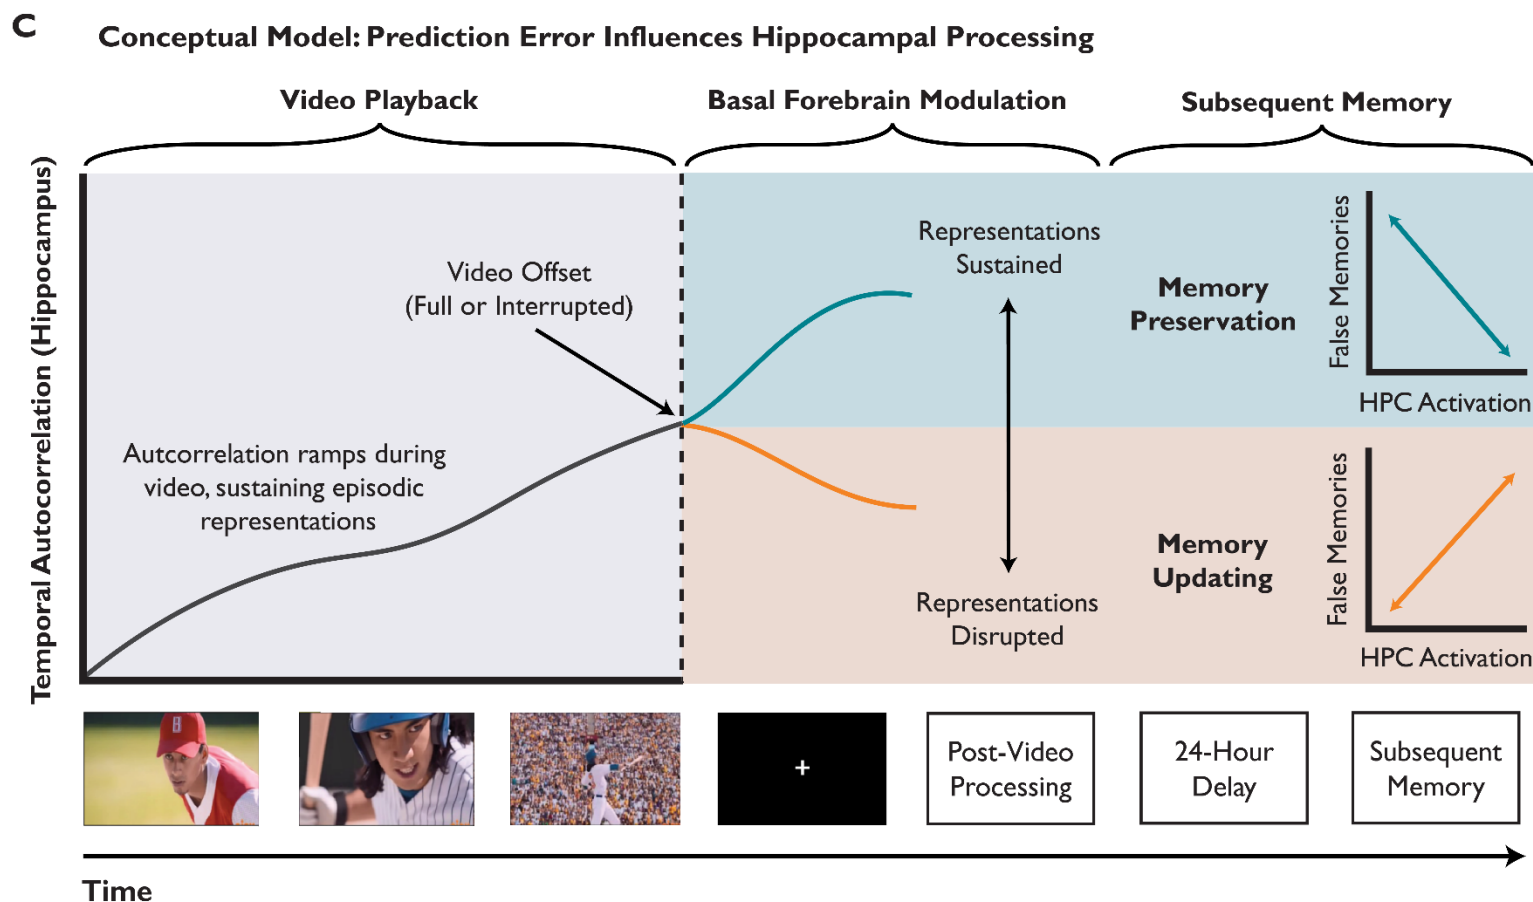 C
Conceptual Model: Prediction Error Influences Hippocampal Processing
Video Playback
Basal Forebrain Modulation
Subsequent Memory
Temporal Autocorrelation (Hippocampus)
Video Offset
(Full or Interrupted)
Autcorrelation ramps during
video, sustaining episodic
representations
Representations
Sustained
Memory
Preservation
False Memories
HPC Activation
Representations
Disrupted
Memory
Updating
False Memories
HPC Activation
+
Post-Video
Processing
24-Hour
Delay
Subsequent
Memory
Time